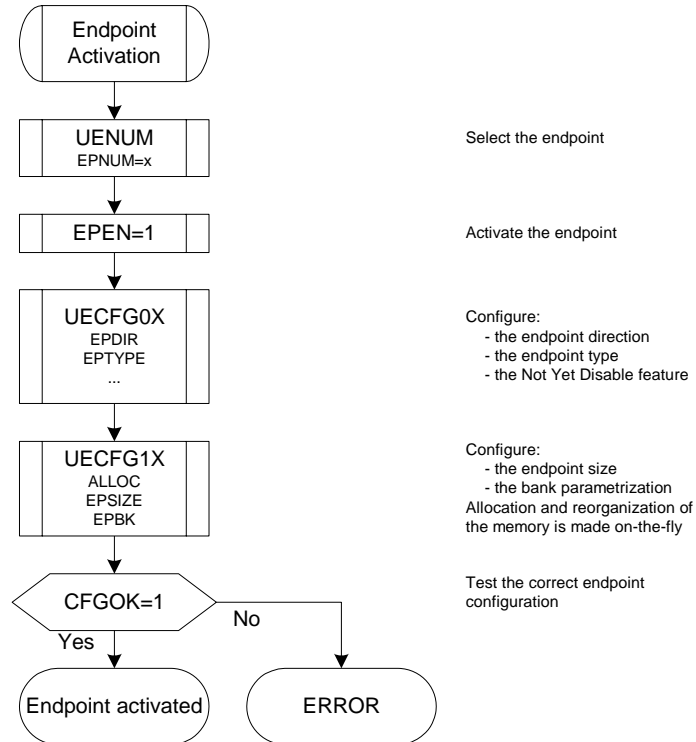 Endpoint
Activation
UENUM
EPNUM=x
Select the endpoint
EPEN=1
Activate the endpoint
UECFG0X
EPDIR
EPTYPE
...
Configure:
- the endpoint direction
- the endpoint type
- the Not Yet Disable feature
UECFG1X
ALLOC
EPSIZE
EPBK
Configure:
- the endpoint size
- the bank parametrization
Allocation and reorganization of
the memory is made on-the-fly
CFGOK=1
Test the correct endpoint
configuration
No
Yes
Endpoint activated
ERROR